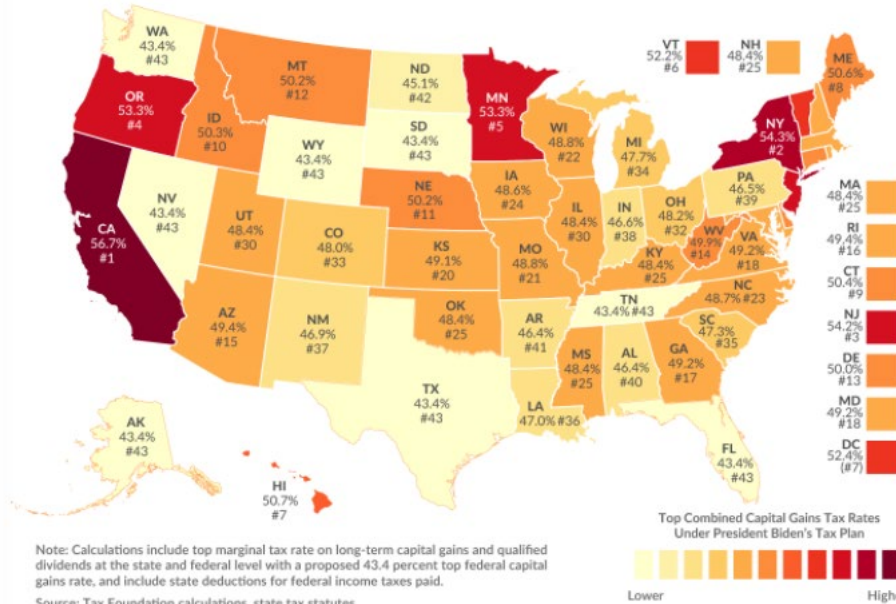 WA
43.4%
#43
OR
53.3%
#4
CA
56.7%
#1
NV
43.4%
#43
ID
50.3%
#10
MT
50.2%
#12
WY
43.4%
#43
UT
48.4%
#30
AZ
49.4%
#15
CO
48.0%
#33
NM
46.9%
#37
ND
45.1%
#42
SD
43.4%
#43
NE
50.2%
#11
KS
49.1%
#20
OK
48.4%
#25
TX
43.4%
#43
MN
53.3%
#5
IA
48.6%
#24
MO
48.8%
#21
AR
46.4%
#41
LA
47.0% #36
WI
48.8%
#22
IL
48.4%
#30
MI
47.7%
#34
IN
46.6%
#38
OH
48.2%
#32
KY
48.4%
#25
TN
43.4% #43
MS
48.4%
#25
AL
46.4%
#40
GA
49.2%
#17
FL
43.4%
#43
SC
47.3%
#35
NC
48.7% #23
VA
49.2%
#18
WV
49.9%
#14
PA
46.5%
#39
NY
54.3%
#2
ME
50.6%
#8
VT
52.2%
#6
NH
48.4%
#25
MA
48.4%
#25
RI
49.4%
#16
CT
50.4%
#9
NJ
54.2%
#3
DE
50.0%
#13
MD
49.2%
#18
DC
52.4%
(#7)
AK
43.4%
#43
HI
50.7%
#7
Note: Calculations include top marginal tax rate on long-term capital gains and qualified
dividends at the state and federal level with a proposed 43.4 percent top federal capital
gains rate, and include state deductions for federal income taxes paid.
Source: Tax Foundation calculations, state tax statutes
Top Combined Capital Gains Tax Rates
Under President Biden's Tax Plan
Lower